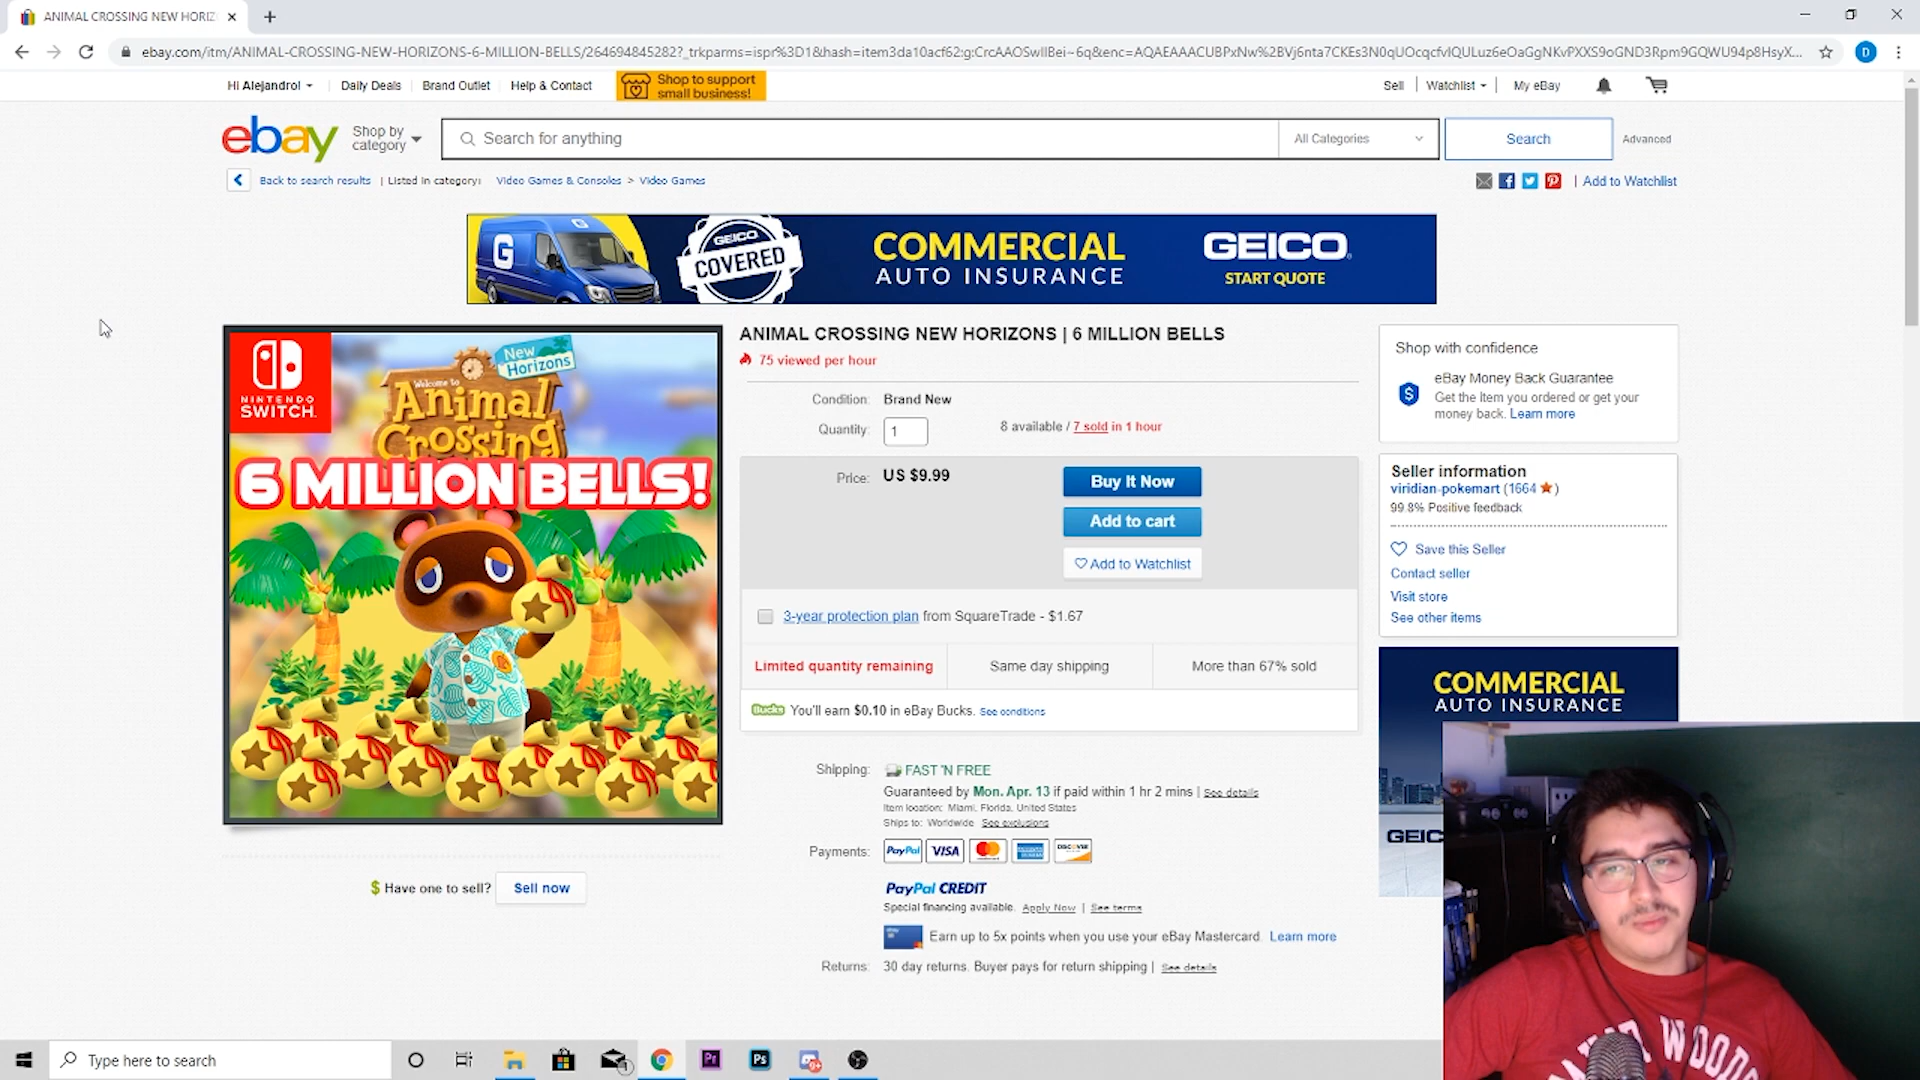 ANIMAL CROSSING NEW HORIZ
ebay.com/itm/ANIMAL-CROSSING-NEW-HORIZONS-6-MILLION-BELLS/264694845282?_trkparms=ispr%3D1&hash=item3da10acf62:g:CrcAAOSwIlBei~6q&enc=AQAEAAACUBPxNw%2BVj6nta7CKEs3N0qUOcqcfvIQULuz6eOaGgNKvPXXS9oGND3Rpm9GQWU94p8HsyX...
D
Hi Alejandro!
Daily Deals
Brand Outlet
Help & Contact
Shop to support
small business!
Sell
Watchlist
My eBay
ebay
Shop by
category
Search for anything
All Categories
Search
Advanced
Back to search results | Listed in category: Video Games & Consoles > Video Games
| Add to Watchlist
G
GEICO
COVERED
COMMERCIAL
AUTO INSURANCE
GEICO
START QUOTE
NINTENDO
SWITCH
New
Horizons
Welcome to
Animal
Crossing
6 MILLION BELLS!
ANIMAL CROSSING NEW HORIZONS | 6 MILLION BELLS
75 viewed per hour
Condition: Brand New
Quantity: 1
8 available / 7 sold in 1 hour
Price: US $9.99
Buy It Now
Add to cart
Add to Watchlist
3-year protection plan from SquareTrade - $1.67
Limited quantity remaining
Same day shipping
More than 67% sold
Bucks You'll earn $0.10 in eBay Bucks. See conditions
Shipping: FAST 'N FREE
Guaranteed by Mon. Apr. 13 if paid within 1 hr 2 mins | See details
Item location: Miami, Florida, United States
Ships to: Worldwide See exclusions
Payments: PayPal VISA
DISCOVER
PayPal CREDIT
Special financing available. Apply Now | See terms
Earn up to 5x points when you use your eBay Mastercard. Learn more
Returns: 30 day returns. Buyer pays for return shipping | See details
$ Have one to sell? Sell now
Shop with confidence
eBay Money Back Guarantee
Get the item you ordered or get your
money back. Learn more
Seller information
viridian-pokemart (1664 )
99.8% Positive feedback
Save this Seller
Contact seller
Visit store
See other items
COMMERCIAL
AUTO INSURANCE
GEIC
WOODS
Type here to search
Pr
Ps